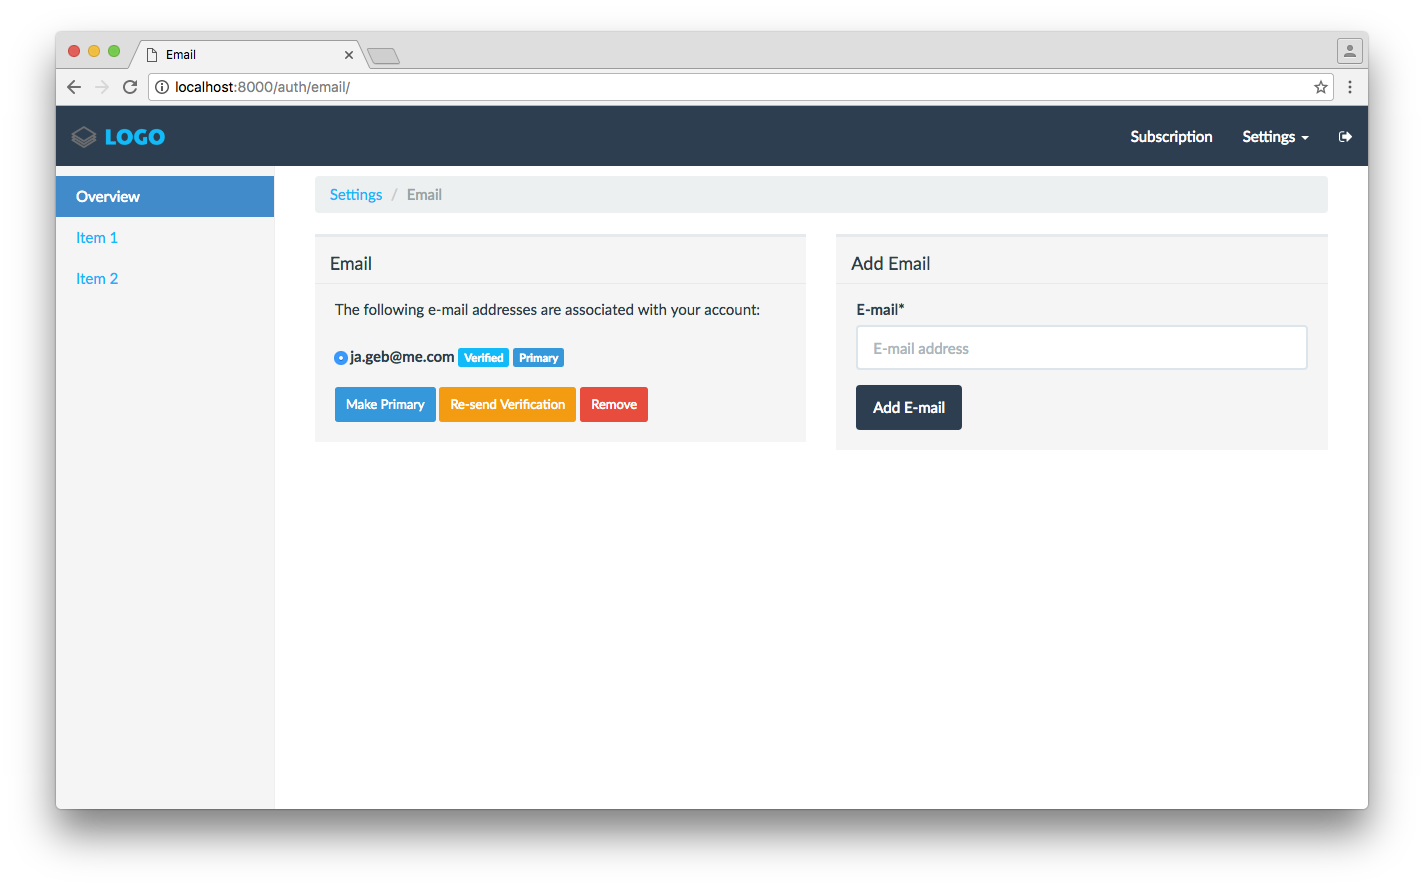 Email
localhost:8000/auth/email/
LOGO
Subscription
Settings
Overview
Item 1
Item 2
Settings / Email
Email
The following e-mail addresses are associated with your account:
ja.geb@me.com Verified Primary
Make Primary Re-send Verification Remove
Add Email
E-mail*
E-mail address
Add E-mail